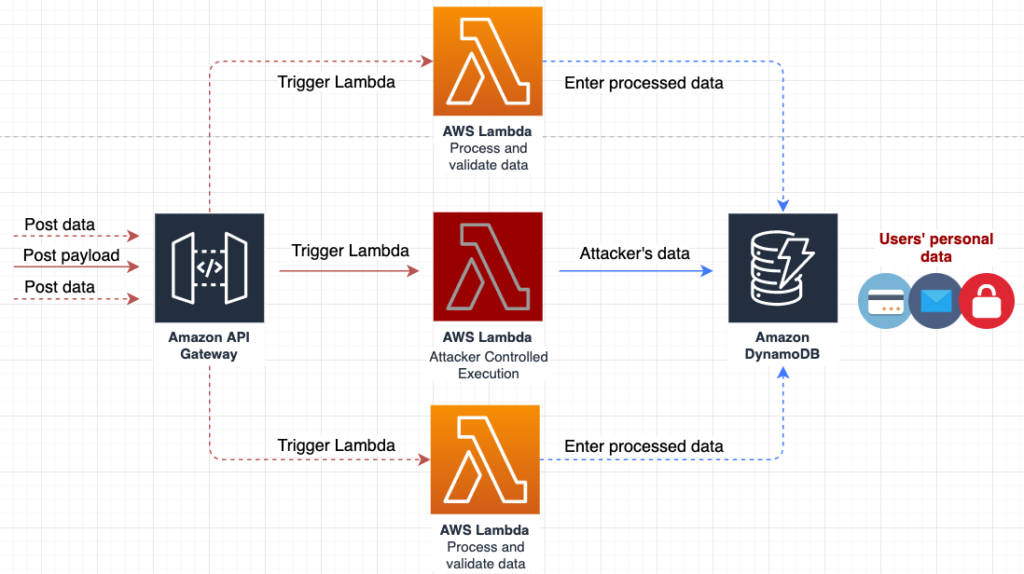 Trigger Lambda
Enter processed data
AWS Lambda
Process and
validate data
Post data
Post payload
Post data
Amazon API
Gateway
Trigger Lambda
AWS Lambda
Attacker Controlled
Execution
Attacker's data
Amazon
DynamoDB
Users' personal
data
Trigger Lambda
Enter processed data
AWS Lambda
Process and
validate data